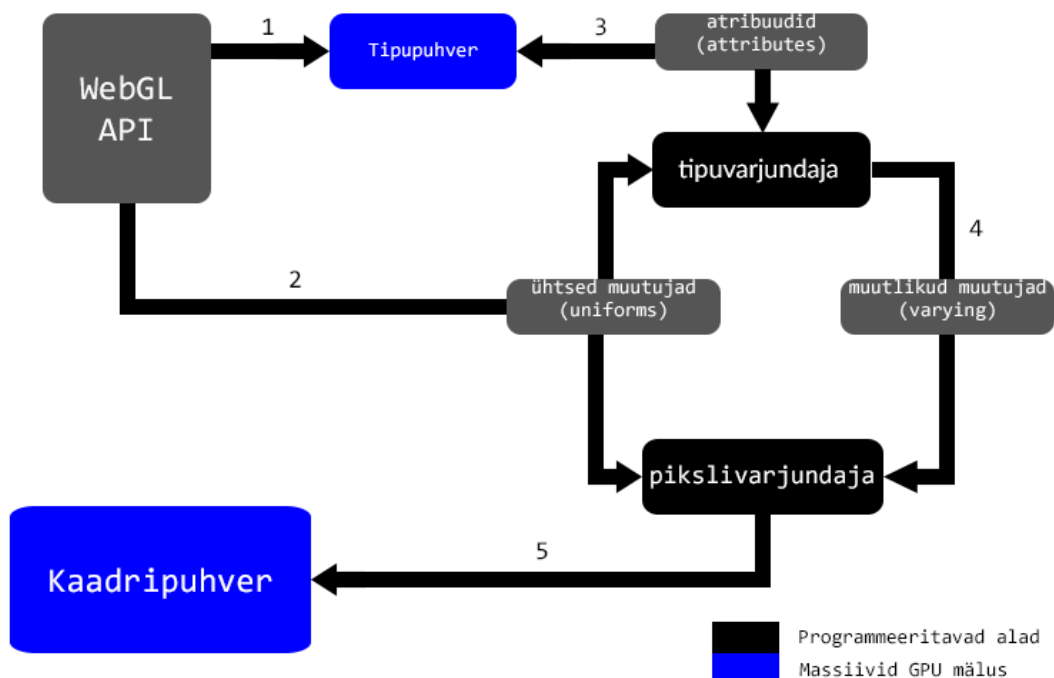 1
3
WebGL
API
Tipupuhver
atribuudid
(attributes)
tipuvarjundaja
4
2
ühtsed muutujad
(uniforms)
muutlikud muutujad
(varying)
pikslivarjundaja
5
Kaadripuhver
Programmeeritavad alad
Massiivid GPU mälus